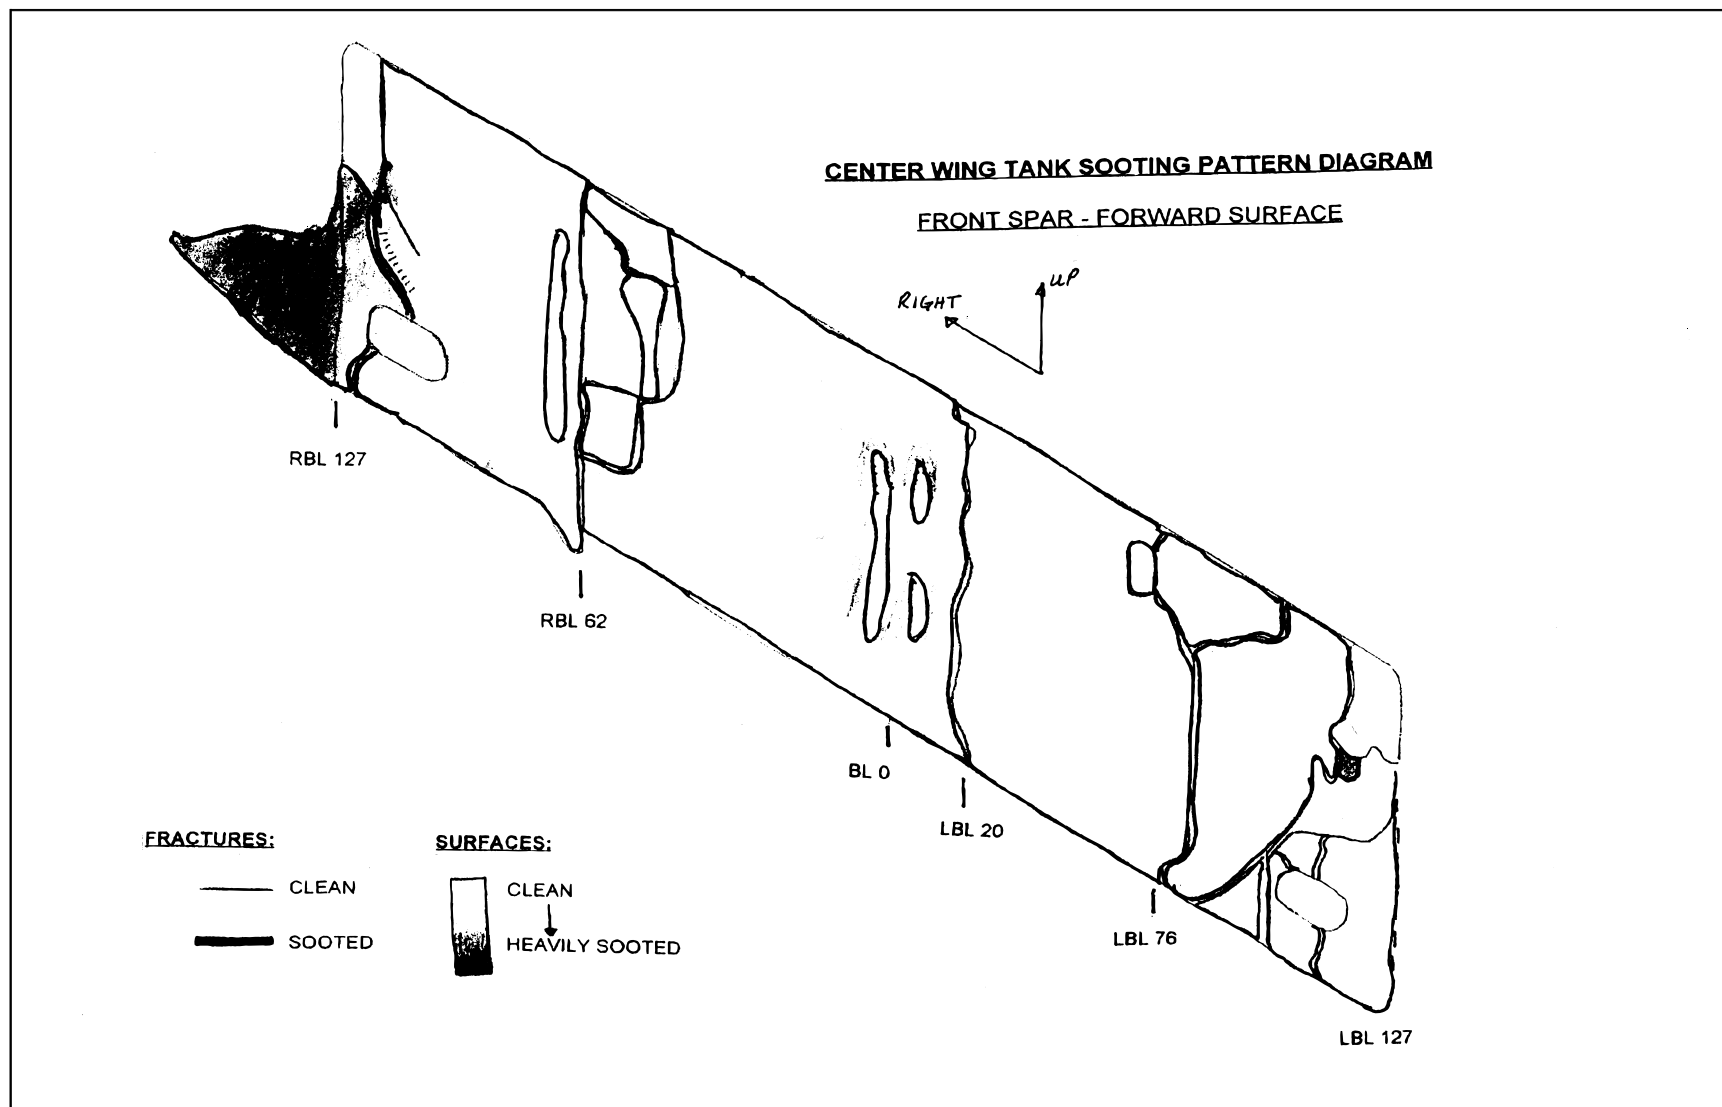 CENTER WING TANK SOOTING PATTERN DIAGRAM
FRONT SPAR - FORWARD SURFACE
UP
RIGHT
RBL 127
RBL 62
BL 0
LBL 20
LBL 76
LBL 127
FRACTURES:
CLEAN
SOOTED
SURFACES:
CLEAN
HEAVILY SOOTED